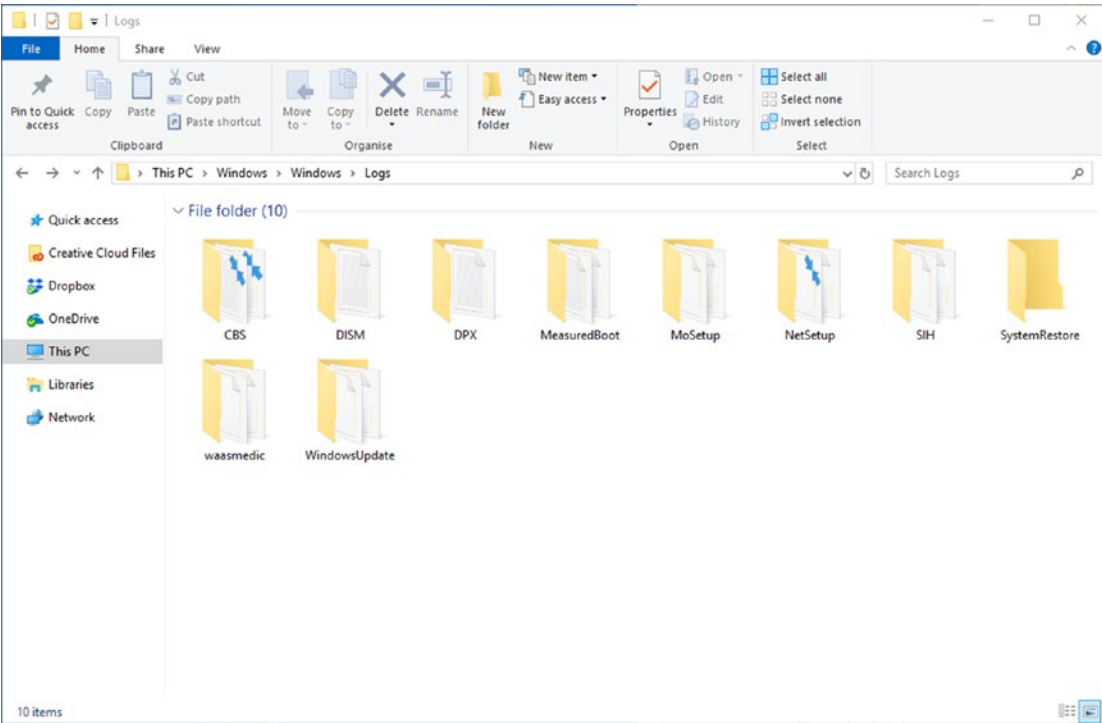 Logs
File Home Share View
Pin to Quick access
Copy
Paste
Cut
Copy path
Paste shortcut
Clipboard
Move to
Copy to
Delete
Rename
Organise
New folder
New item
Easy access
New
Properties
Open
Edit
History
Open
Select all
Select none
Invert selection
Select
This PC > Windows > Windows > Logs
Search Logs
Quick access
Creative Cloud Files
Dropbox
OneDrive
This PC
Libraries
Network
File folder (10)
CBS DISM DPX MeasuredBoot MoSetup NetSetup SIH SystemRestore
waasmedic WindowsUpdate
10 items